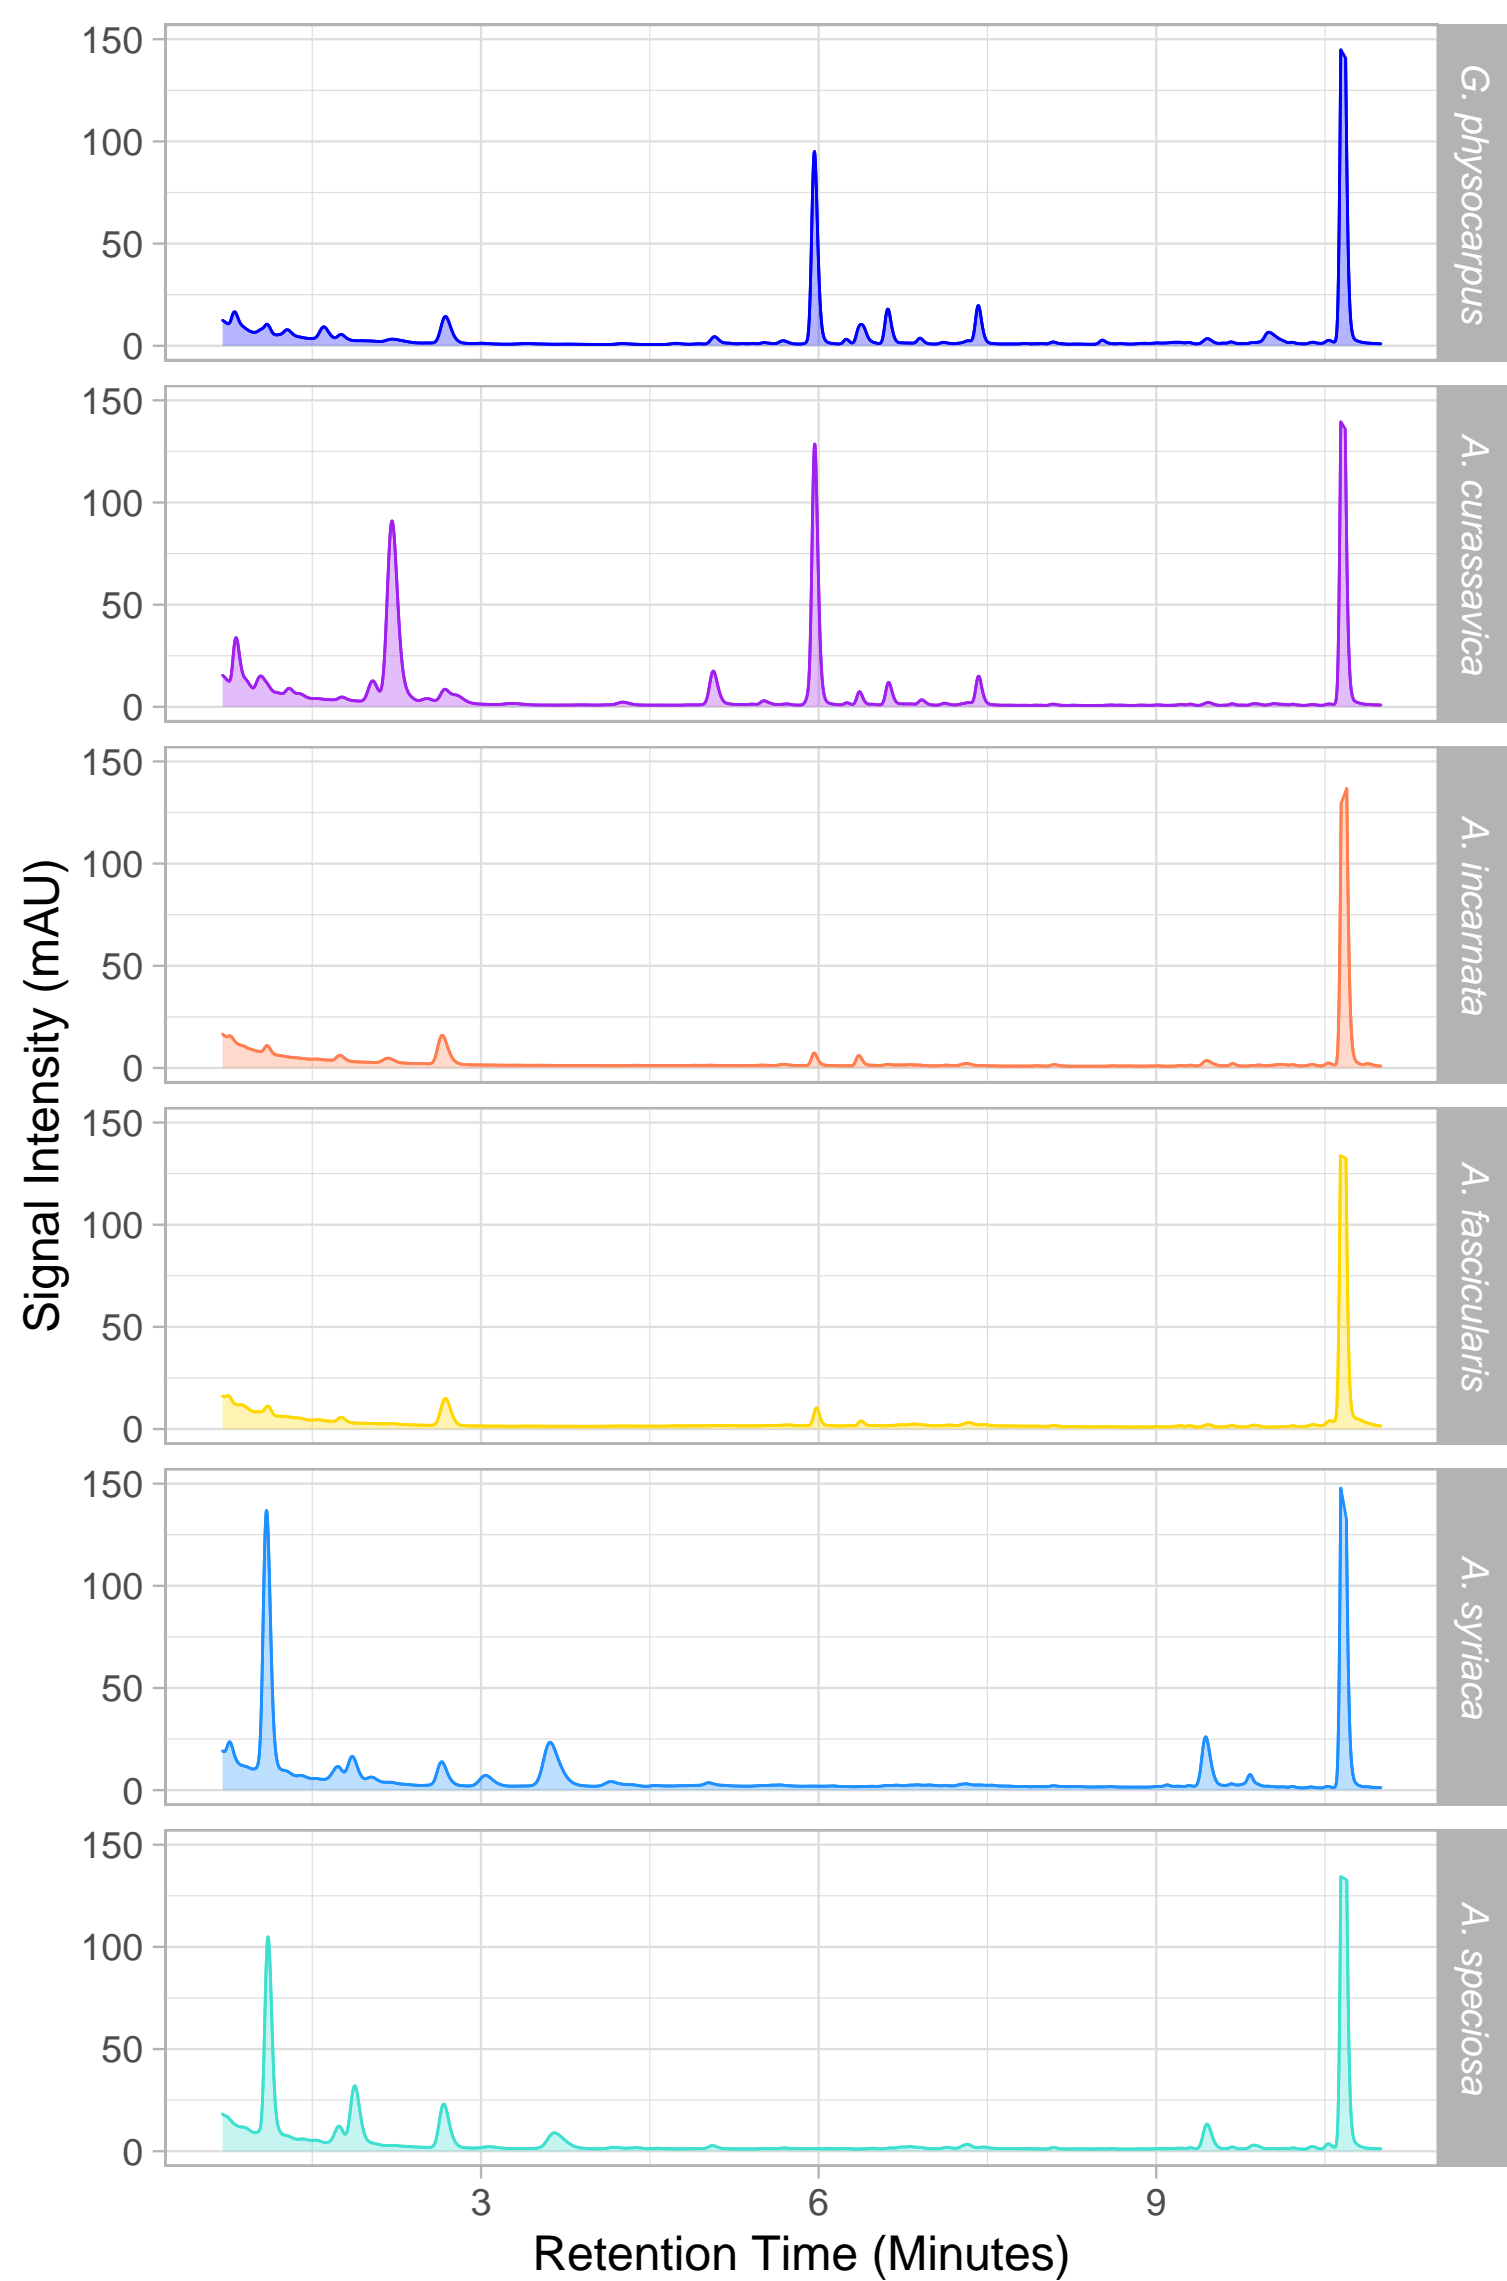 Signal Intensity (mAU)
150
100
50
0
G. physocarpus
150
100
50
0
A. curassavica
150
100
50
0
A. incarnata
150
100
50
0
A. fascicularis
150
100
50
0
A. syriaca
150
100
50
0
A. speciosa
3 6 9
Retention Time (Minutes)